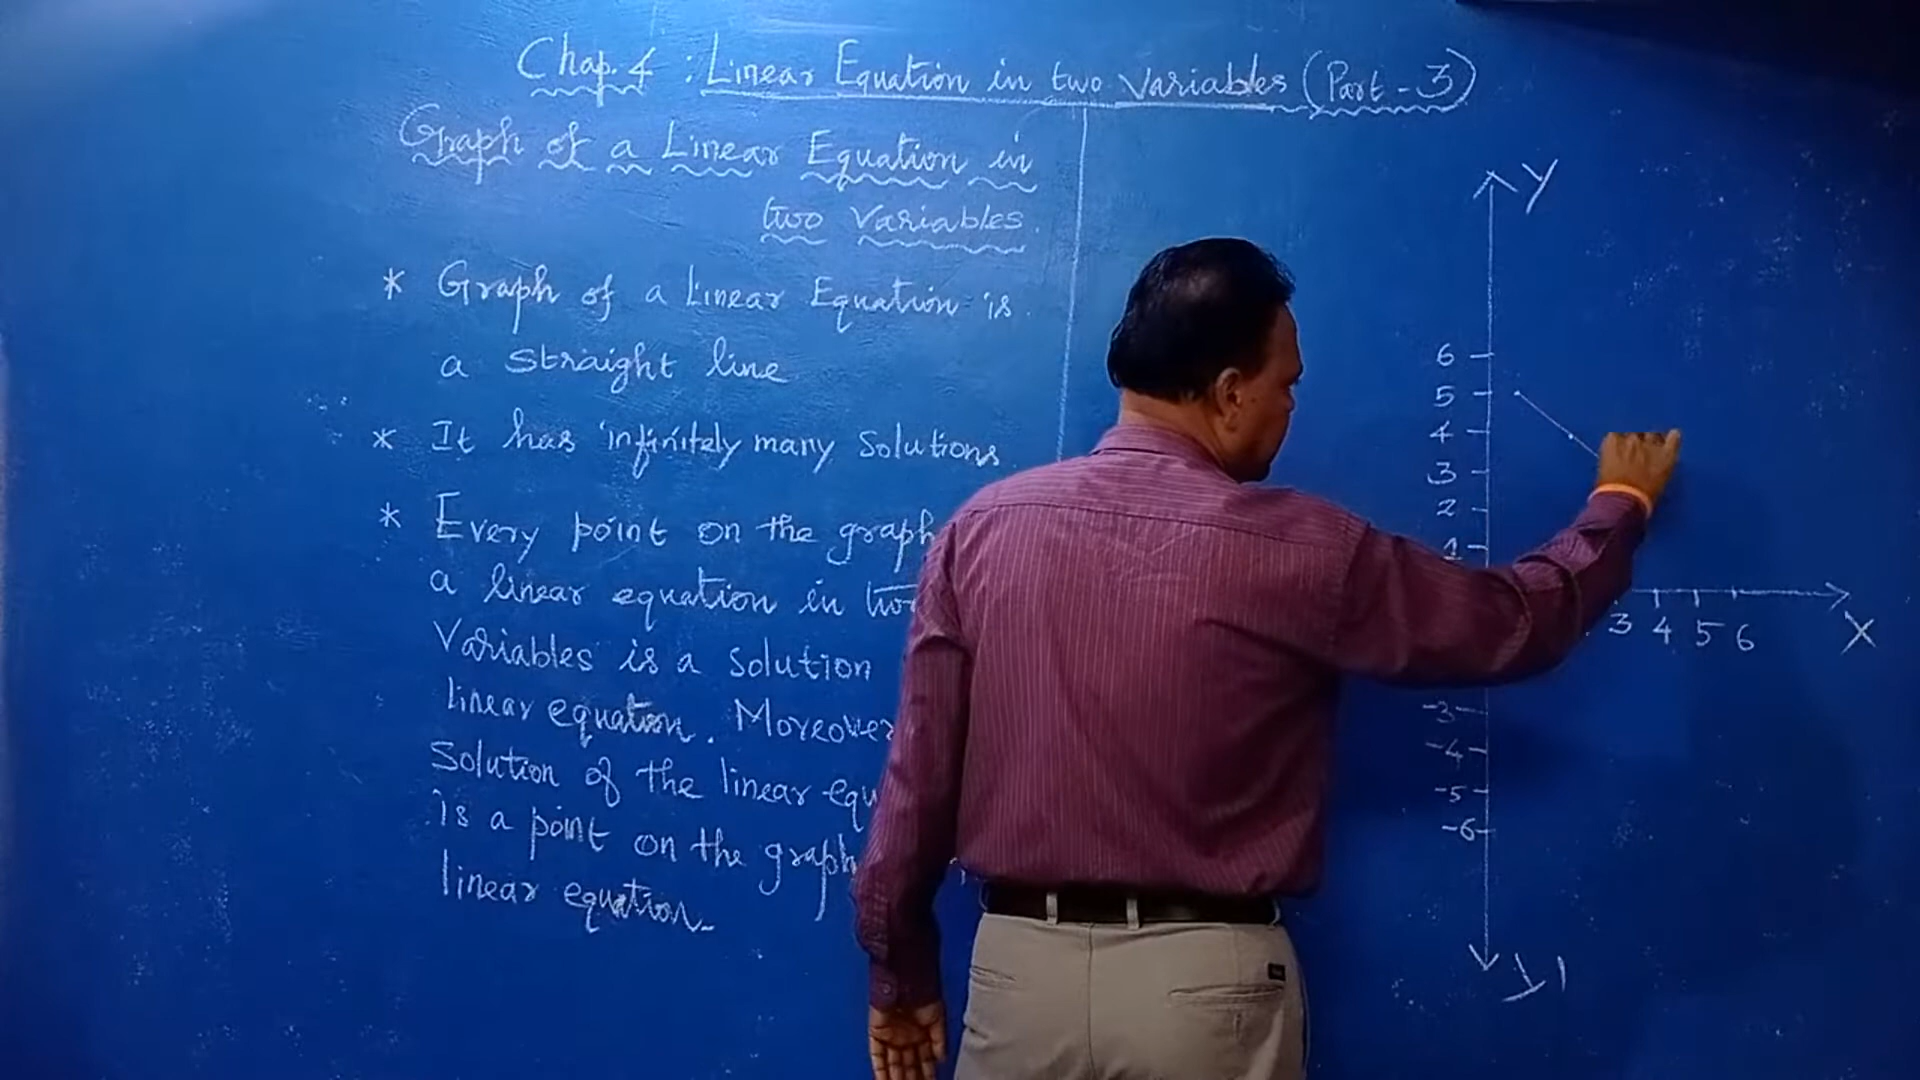 Chap. 4 : Linear Equation in two variables (Part - 3)
Graph of a Linear Equation in
two variables.
* Graph of a Linear Equation is
a straight line
* It has infinitely many solutions.
* Every point on the graph
a linear equation in two
variables is a solution
linear equation. Moreover
solution of the linear equ
is a point on the graph
linear equation.
Y
6
5
4
3
2
1
3 4 5 6
X
-3
-4
-5
-6
Y'